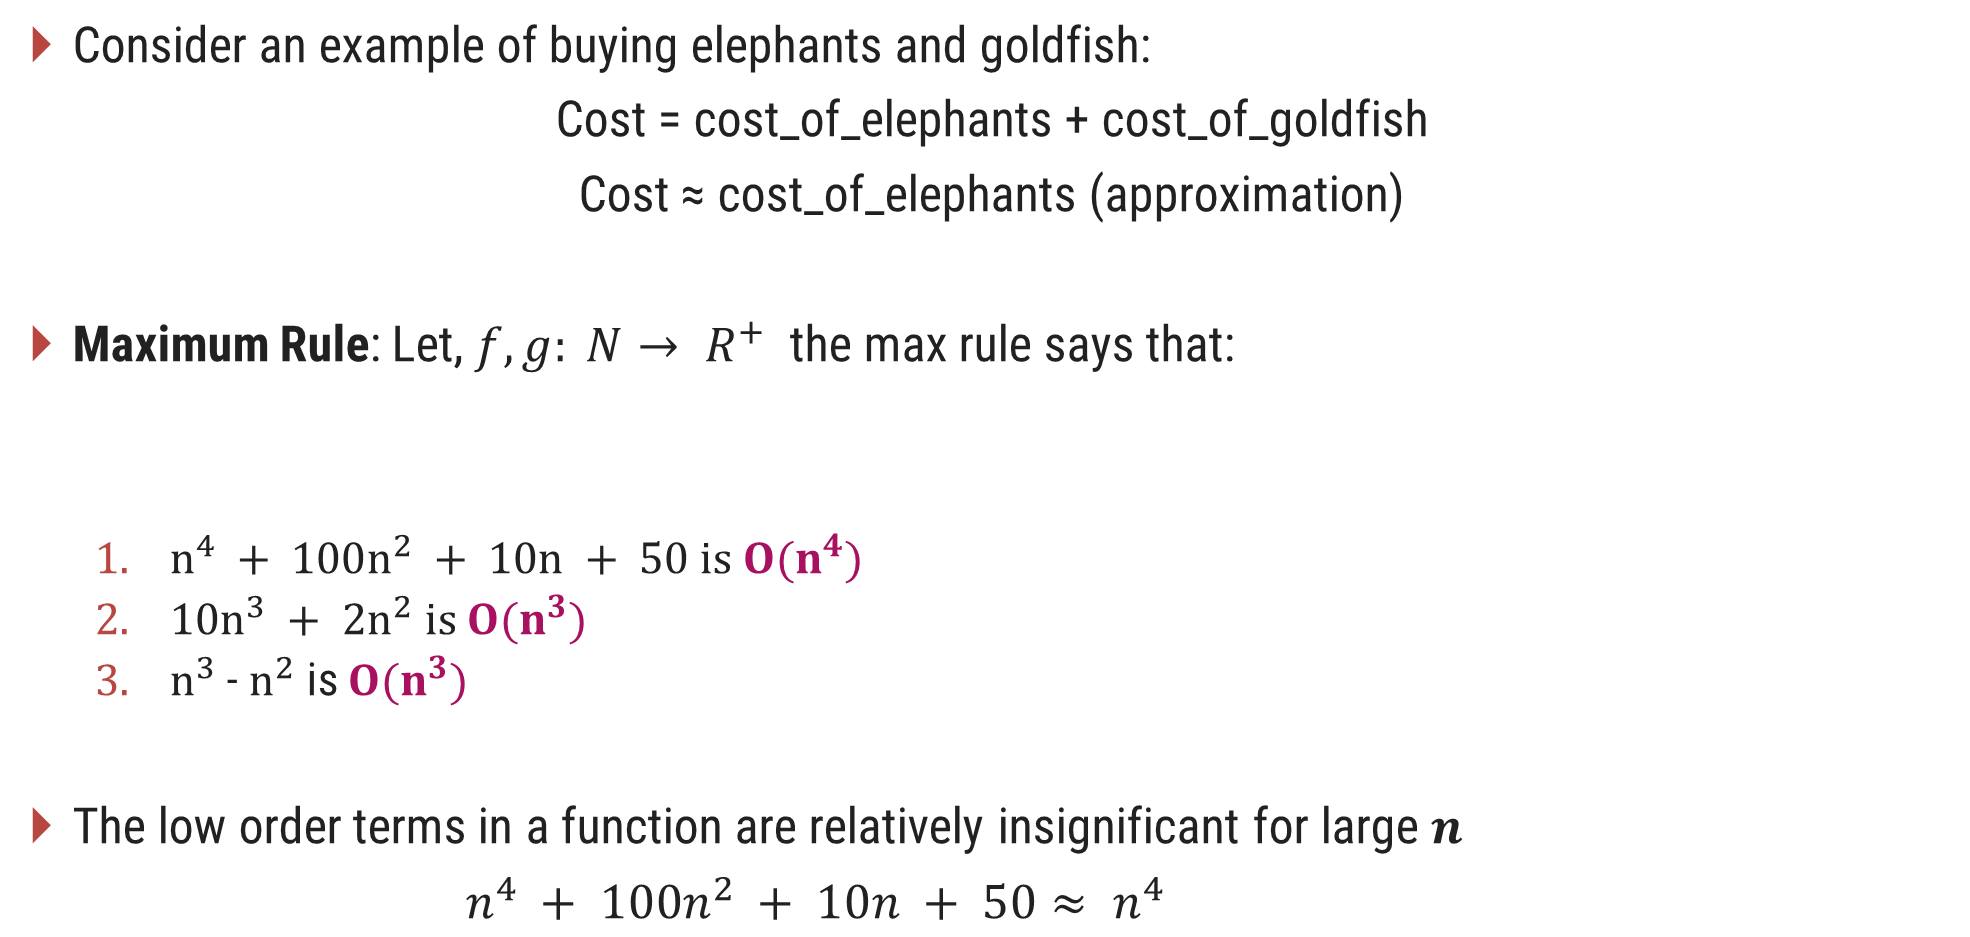 Consider an example of buying elephants and goldfish:
Cost = cost_of_elephants + cost_of_goldfish
Cost ≈ cost_of_elephants (approximation)
Maximum Rule: Let, f, g: N → R⁺ the max rule says that:
1. n⁴ + 100n² + 10n + 50 is O(n⁴)
2. 10n³ + 2n² is O(n³)
3. n³ - n² is O(n³)
The low order terms in a function are relatively insignificant for large n
n⁴ + 100n² + 10n + 50 ≈ n⁴